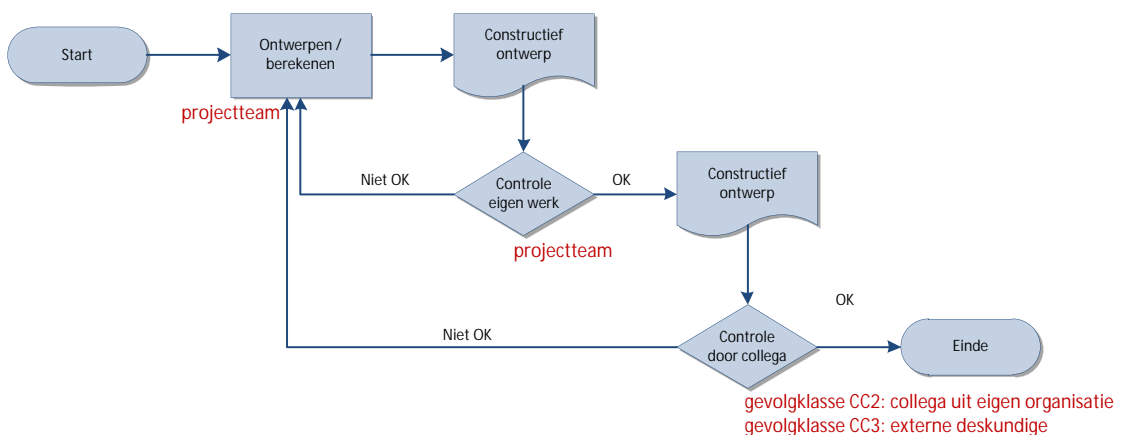 Start
Ontwerpen /
berekenen
Constructief
ontwerp
projectteam
Niet OK
Controle
eigen werk
OK
Constructief
ontwerp
projectteam
OK
Niet OK
Controle
door collega
Einde
gevolgklasse CC2: collega uit eigen organisatie
gevolgklasse CC3: externe deskundige